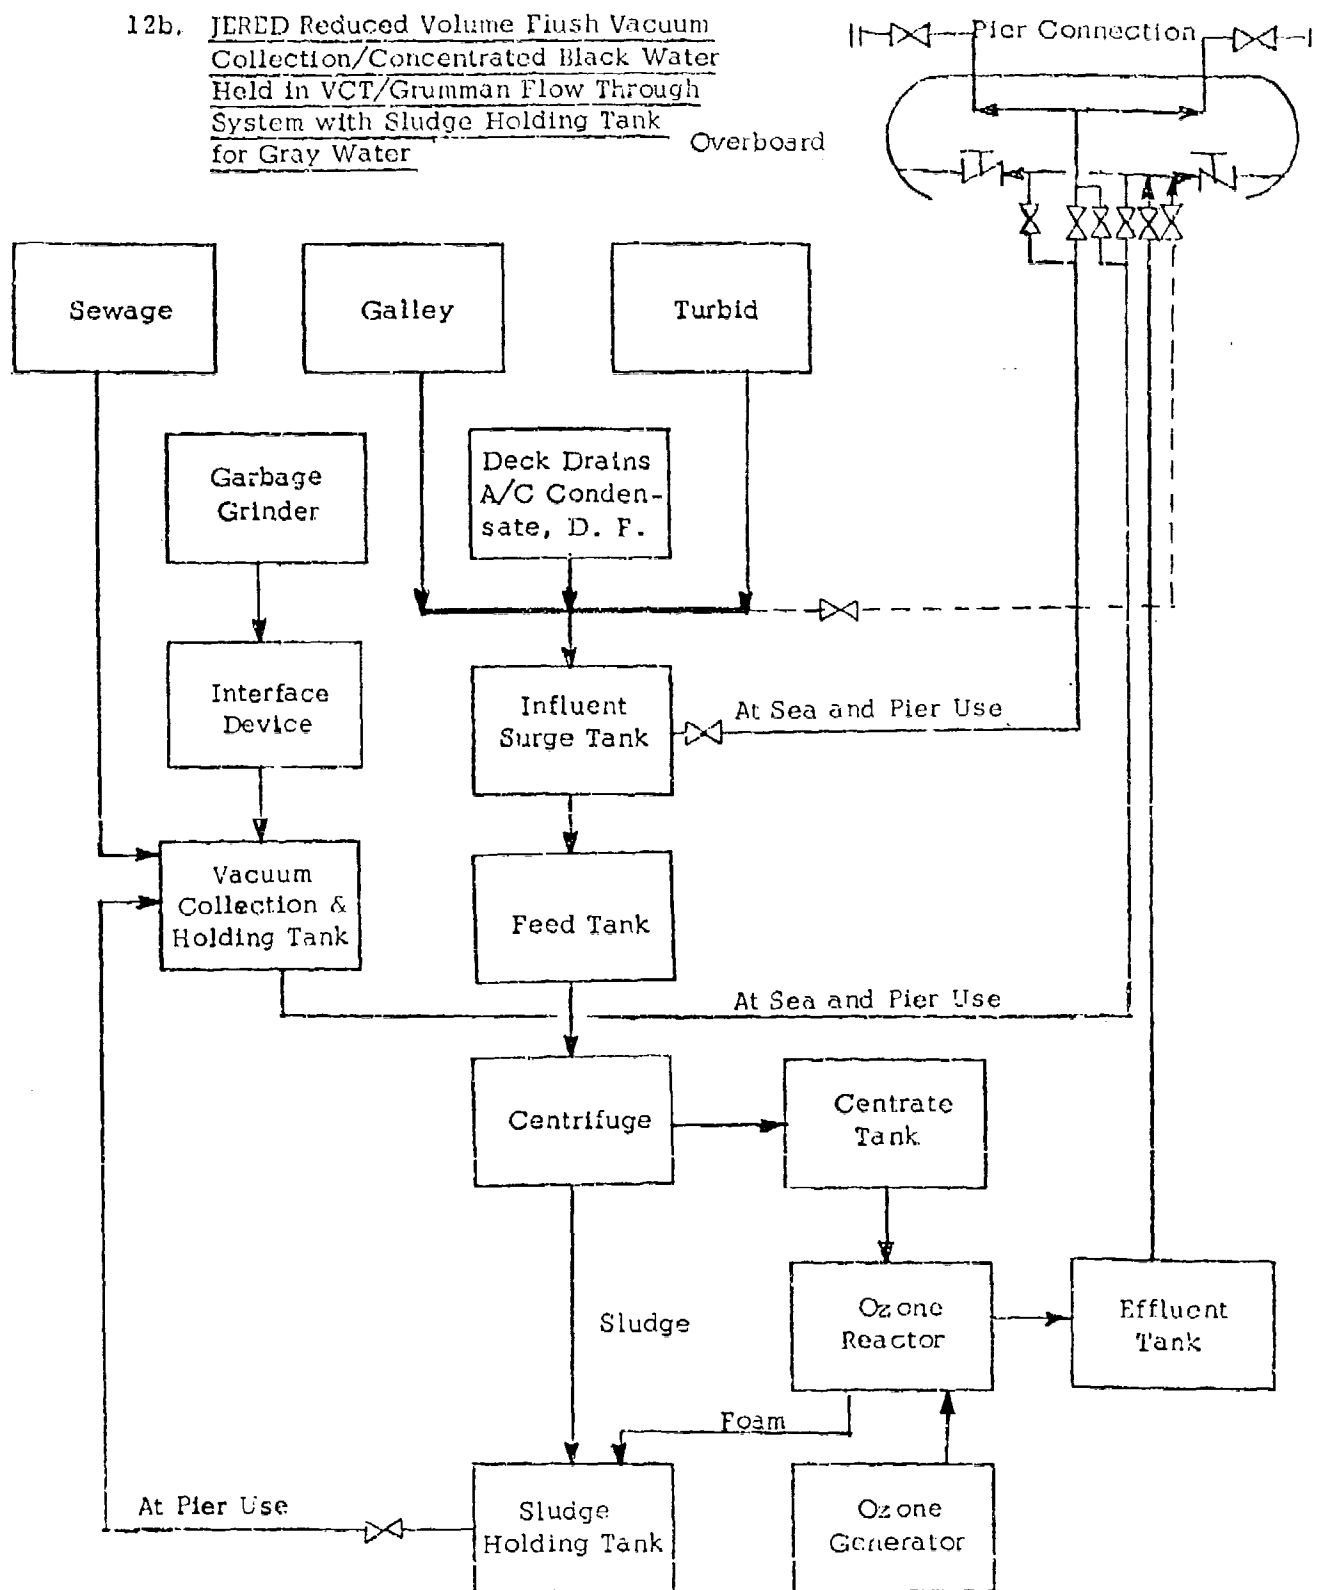 12b. JERED Reduced Volume Flush Vacuum
Collection/Concentrated Black Water
Held in VCT/Grumman Flow Through
System with Sludge Holding Tank
for Gray Water
Pier Connection
Overboard
Sewage
Galley
Turbid
Garbage
Grinder
Deck Drains
A/C Conden-
sate, D. F.
Interface
Device
Influent
Surge Tank
At Sea and Pier Use
Vacuum
Collection &
Holding Tank
Feed Tank
At Sea and Pier Use
Centrifuge
Centrate
Tank
Sludge
Ozone
Reactor
Effluent
Tank
Foam
At Pier Use
Sludge
Holding Tank
Ozone
Generator